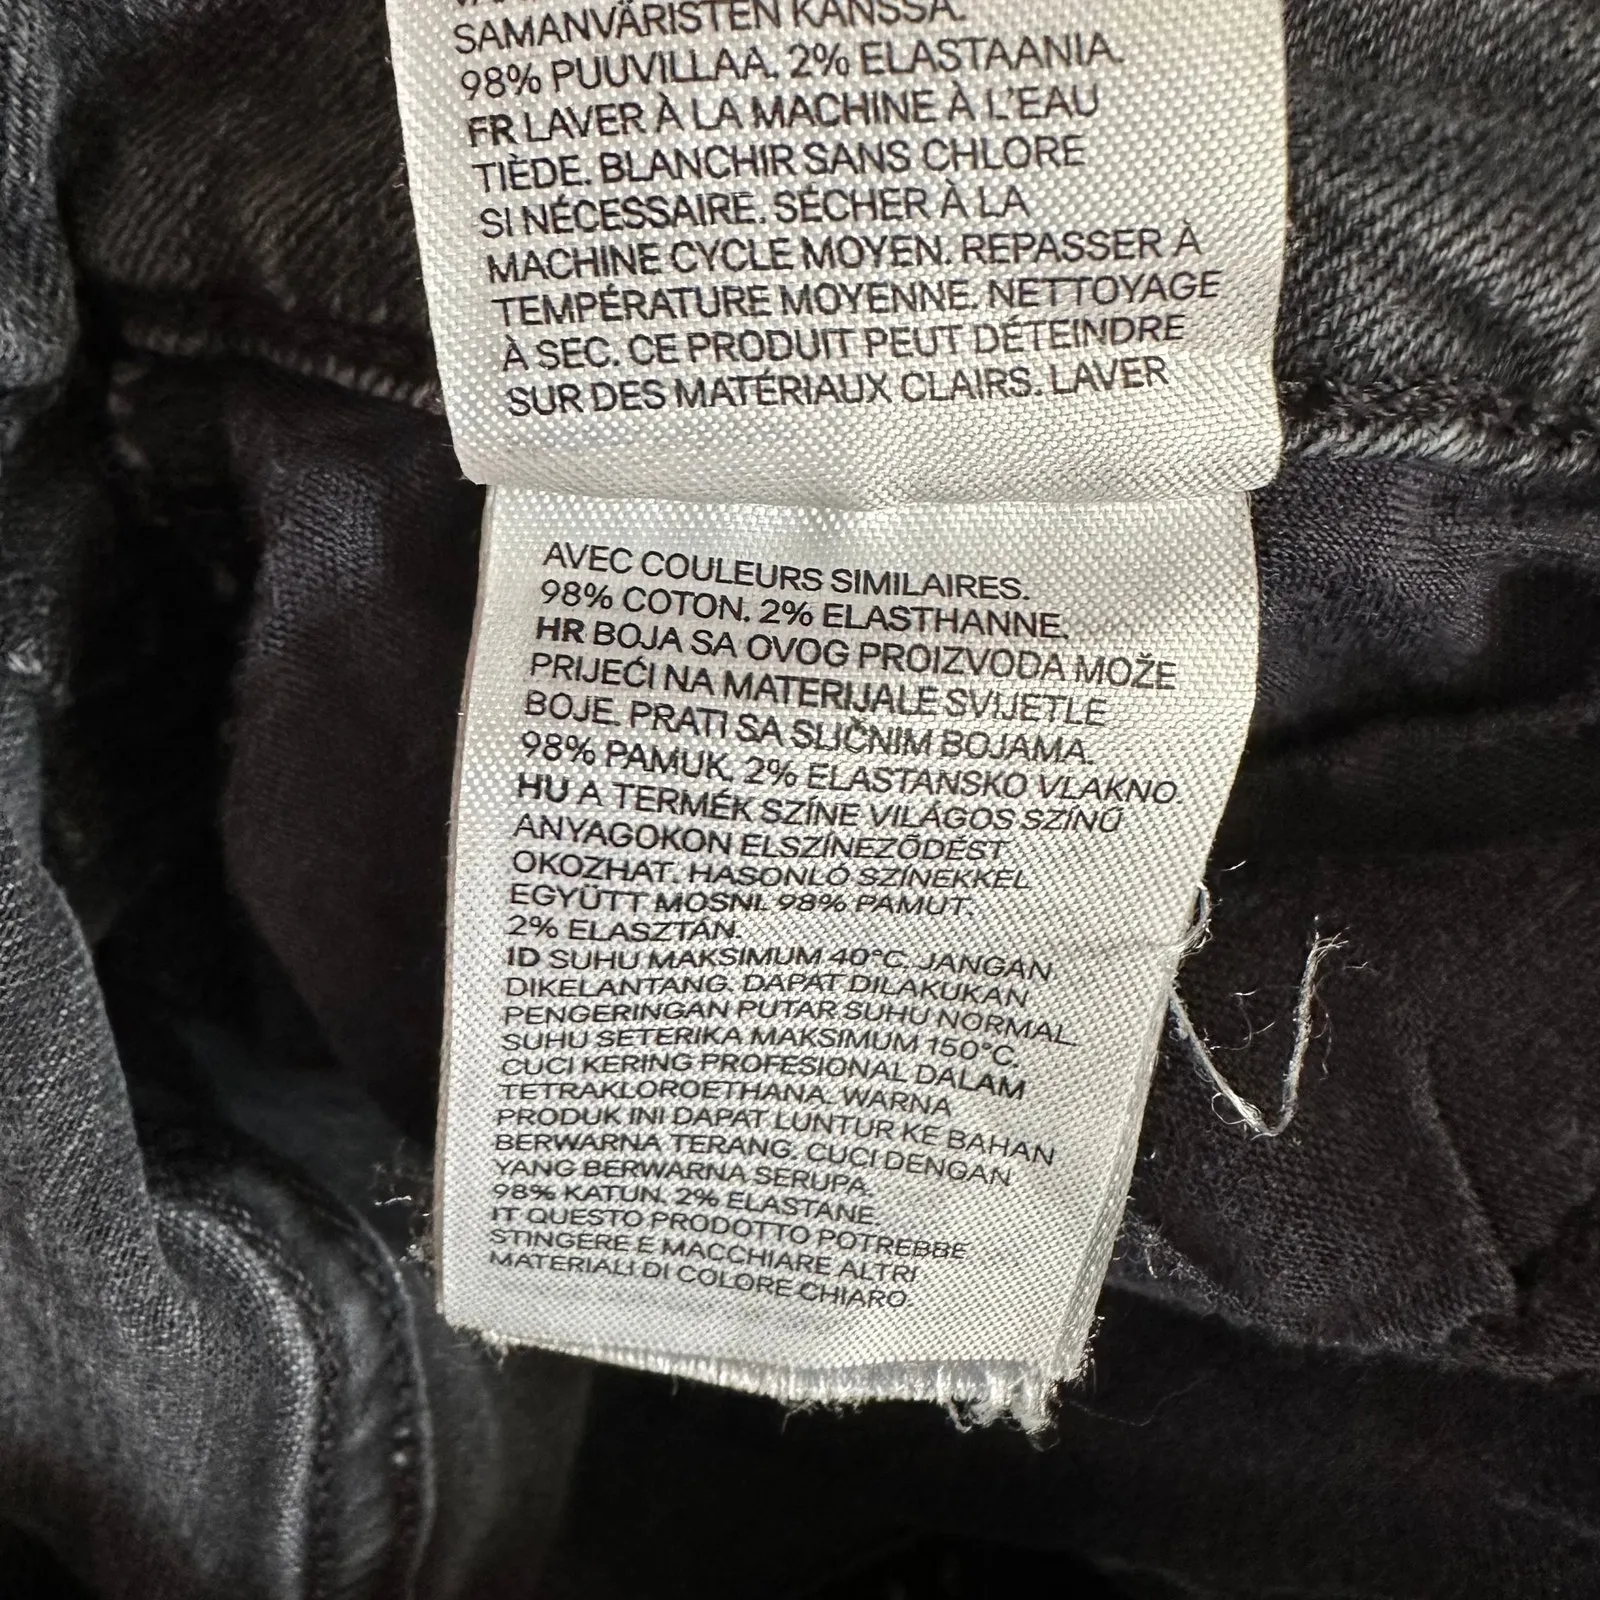 SAMANVÄRISTEN KANSSA.
98% PUUVILLAA. 2% ELASTAANIA.
FR LAVER À LA MACHINE À L'EAU
TIÈDE. BLANCHIR SANS CHLORE
SI NÉCESSAIRE. SÉCHER À LA
MACHINE CYCLE MOYEN. REPASSER À
TEMPÉRATURE MOYENNE. NETTOYAGE
À SEC. CE PRODUIT PEUT DÉTEINDRE
SUR DES MATÉRIAUX CLAIRS. LAVER
AVEC COULEURS SIMILAIRES.
98% COTON. 2% ELASTHANNE.
HR BOJA SA OVOG PROIZVODA MOŽE
PRIJEĆI NA MATERIJALE SVIJETLE
BOJE. PRATI SA SLIČNIM BOJAMA.
98% PAMUK. 2% ELASTANSKO VLAKNO.
HU A TERMÉK SZÍNE VILÁGOS SZÍNŰ
ANYAGOKON ELSZÍNEZŐDÉST
OKOZHAT. HASONLÓ SZÍNEKKEL
EGYÜTT MOSNI. 98% PAMUT.
2% ELASZTÁN.
ID SUHU MAKSIMUM 40°C. JANGAN
DIKELANTANG. DAPAT DILAKUKAN
PENGERINGAN PUTAR SUHU NORMAL.
SUHU SETERIKA MAKSIMUM 150°C.
CUCI KERING PROFESIONAL DALAM
TETRAKLOROETHANA. WARNA
PRODUK INI DAPAT LUNTUR KE BAHAN
BERWARNA TERANG. CUCI DENGAN
YANG BERWARNA SERUPA.
98% KATUN. 2% ELASTANE.
IT QUESTO PRODOTTO POTREBBE
STINGERE E MACCHIARE ALTRI
MATERIALI DI COLORE CHIARO.